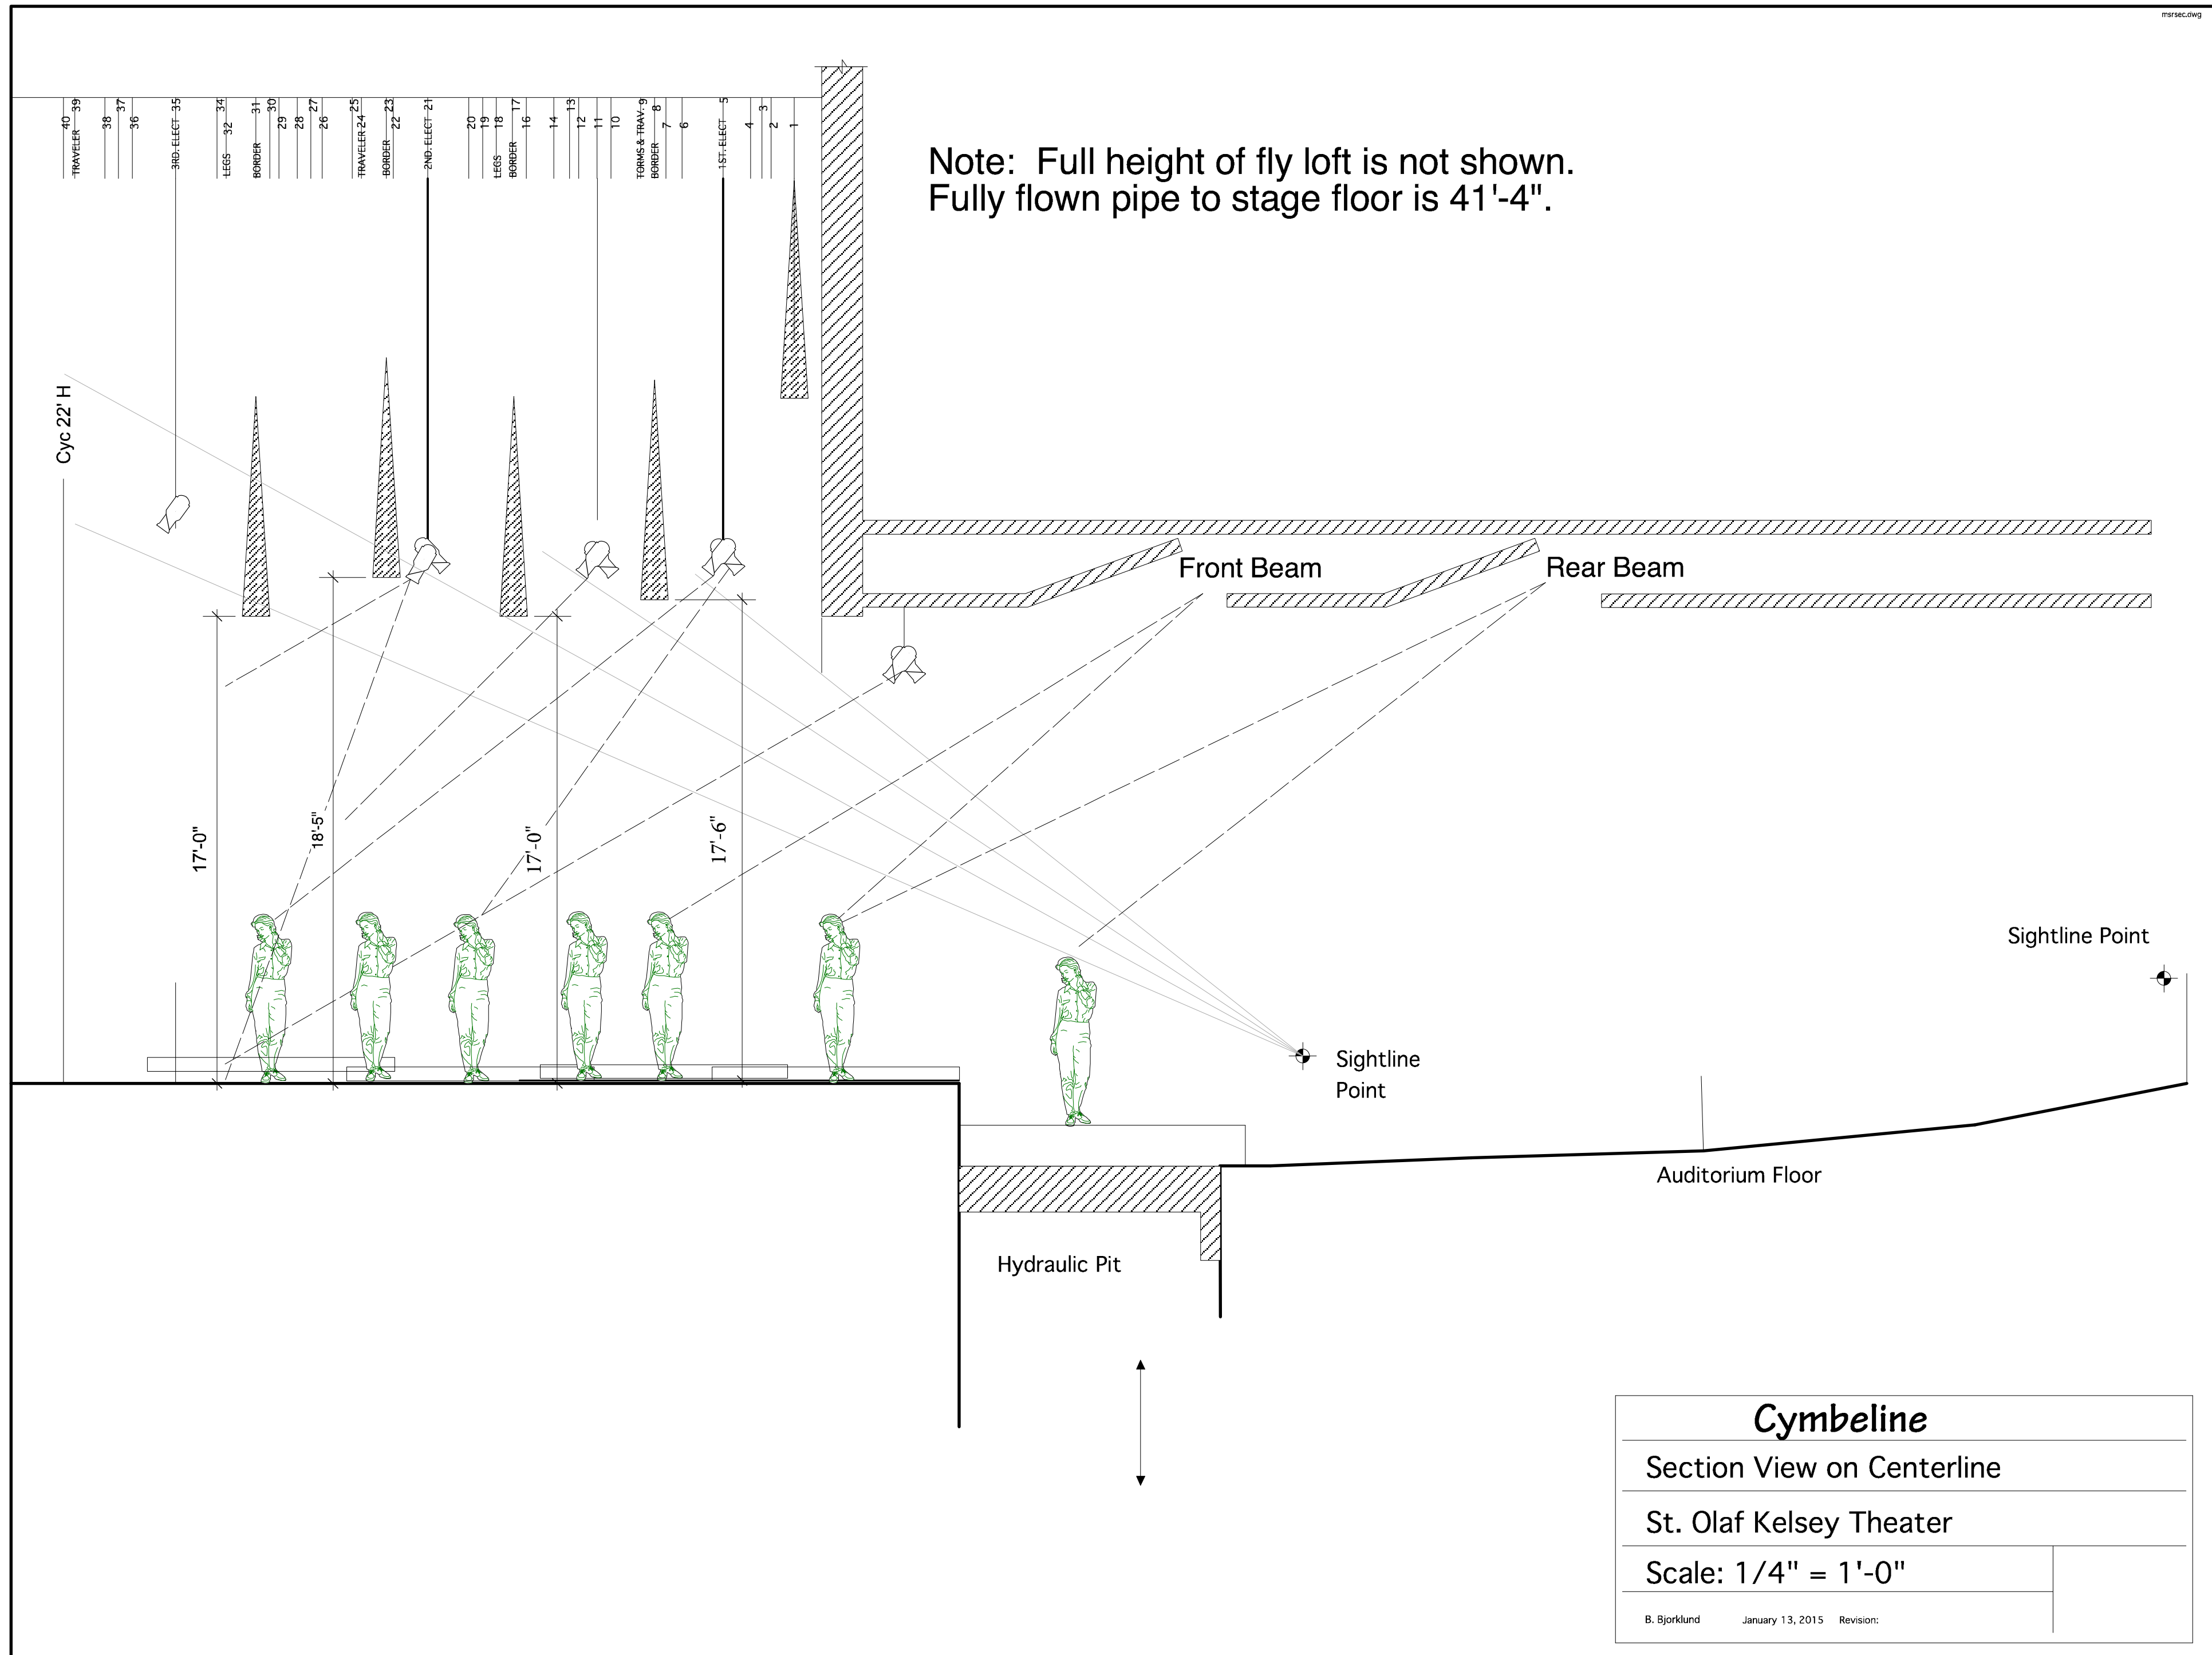 msrsec.dwg
40
TRAVELER 39
38
37
36
3RD. ELECT 35
34
LEGS 32
BORDER 31
30
29
28
27
26
25
TRAVELER 24
BORDER 23
22
2ND. ELECT 21
20
19
LEGS 18
BORDER 17
16
14
13
12
11
10
TORMS & TRAV. 9
BORDER 8
7
6
1 ST. ELECT 5
4
3
2
1
Note: Full height of fly loft is not shown.
Fully flown pipe to stage floor is 41'-4".
Cyc 22' H
Front Beam
Rear Beam
17'-0"
18'-5"
17'-0"
17'-6"
Sightline Point
Sightline
Point
Auditorium Floor
Hydraulic Pit
Cymbeline
Section View on Centerline
St. Olaf Kelsey Theater
Scale: 1/4" = 1'-0"
B. Bjorklund January 13, 2015 Revision: